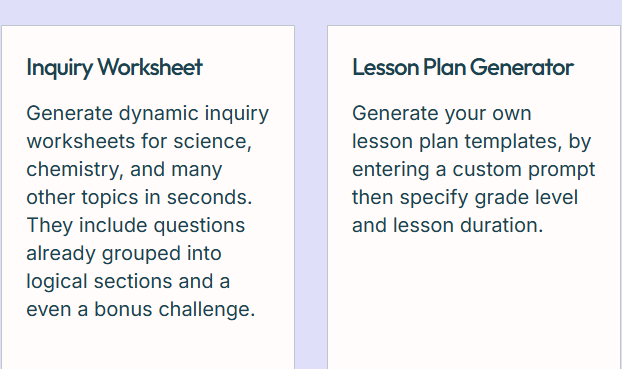 Inquiry Worksheet
Generate dynamic inquiry
worksheets for science,
chemistry, and many
other topics in seconds.
They include questions
already grouped into
logical sections and a
even a bonus challenge.
Lesson Plan Generator
Generate your own
lesson plan templates, by
entering a custom prompt
then specify grade level
and lesson duration.